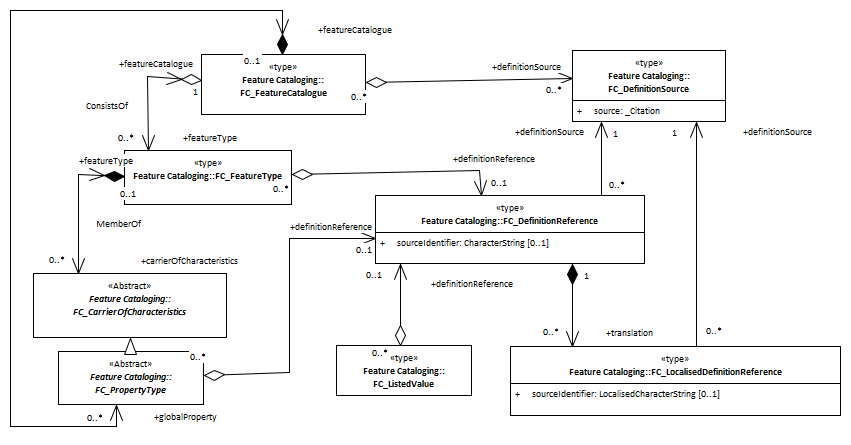 +featureCatalogue
0..1
«type»
Feature Cataloging::
FC_FeatureCatalogue
+featureCatalogue
1
0..*
+definitionSource
0..*
«type»
Feature Cataloging::
FC_DefinitionSource
+ source: _Citation
ConsistsOf
0..*
+featureType
+definitionSource
1
1
+definitionSource
«type»
Feature Cataloging::FC_FeatureType
+featureType
0..1
0..*
+definitionReference
0..1
0..*
MemberOf
«type»
Feature Cataloging::FC_DefinitionReference
+ sourceIdentifier: CharacterString [0..1]
+definitionReference
0..1
0..*
+carrierOfCharacteristics
0..1
+definitionReference
1
«Abstract»
Feature Cataloging::
FC_CarrierOfCharacteristics
0..*
+translation
0..*
«Abstract»
Feature Cataloging::
FC_PropertyType
0..*
0..*
«type»
Feature Cataloging::
FC_ListedValue
«type»
Feature Cataloging::FC_LocalisedDefinitionReference
+ sourceIdentifier: LocalisedCharacterString [0..1]
0..*
+globalProperty